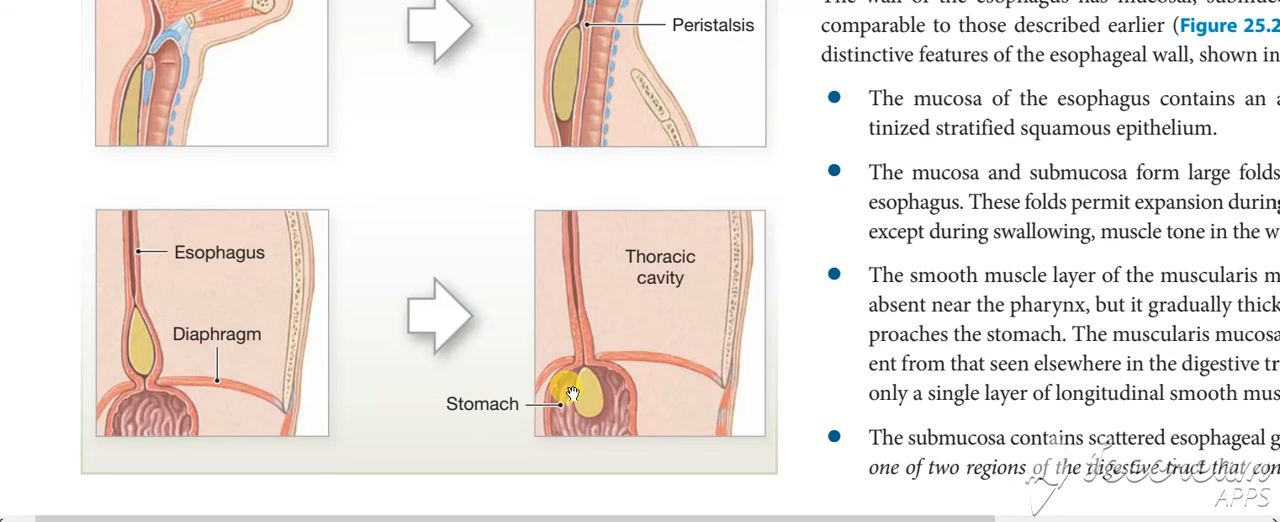 Peristalsis
Esophagus
Diaphragm
Thoracic
cavity
Stomach
The wall of the esophagus has mucosal,
comparable to those described earlier (Figure 25.2
distinctive features of the esophageal wall, shown in
• The mucosa of the esophagus contains an
tinized stratified squamous epithelium.
• The mucosa and submucosa form large folds
esophagus. These folds permit expansion during
except during swallowing, muscle tone in the w
• The smooth muscle layer of the muscularis m
absent near the pharynx, but it gradually thick
proaches the stomach. The muscularis mucosa
ent from that seen elsewhere in the digestive tr
only a single layer of longitudinal smooth mus
• The submucosa contains scattered esophageal g
one of two regions of the digestive tract that con
APPS